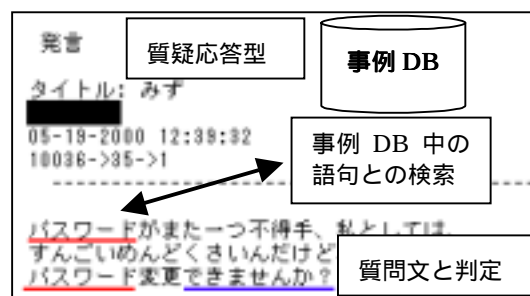 発言
質疑応答型
事例 DB
タイトル: みず
05-19-2000 12:39:32
10036->35->1
事例 DB 中の
語句との検索
--------------------
パスワードがまた一つ不得手、私としては、
すんごいめんどくさいんだけど
パスワード変更できませんか?
質問文と判定